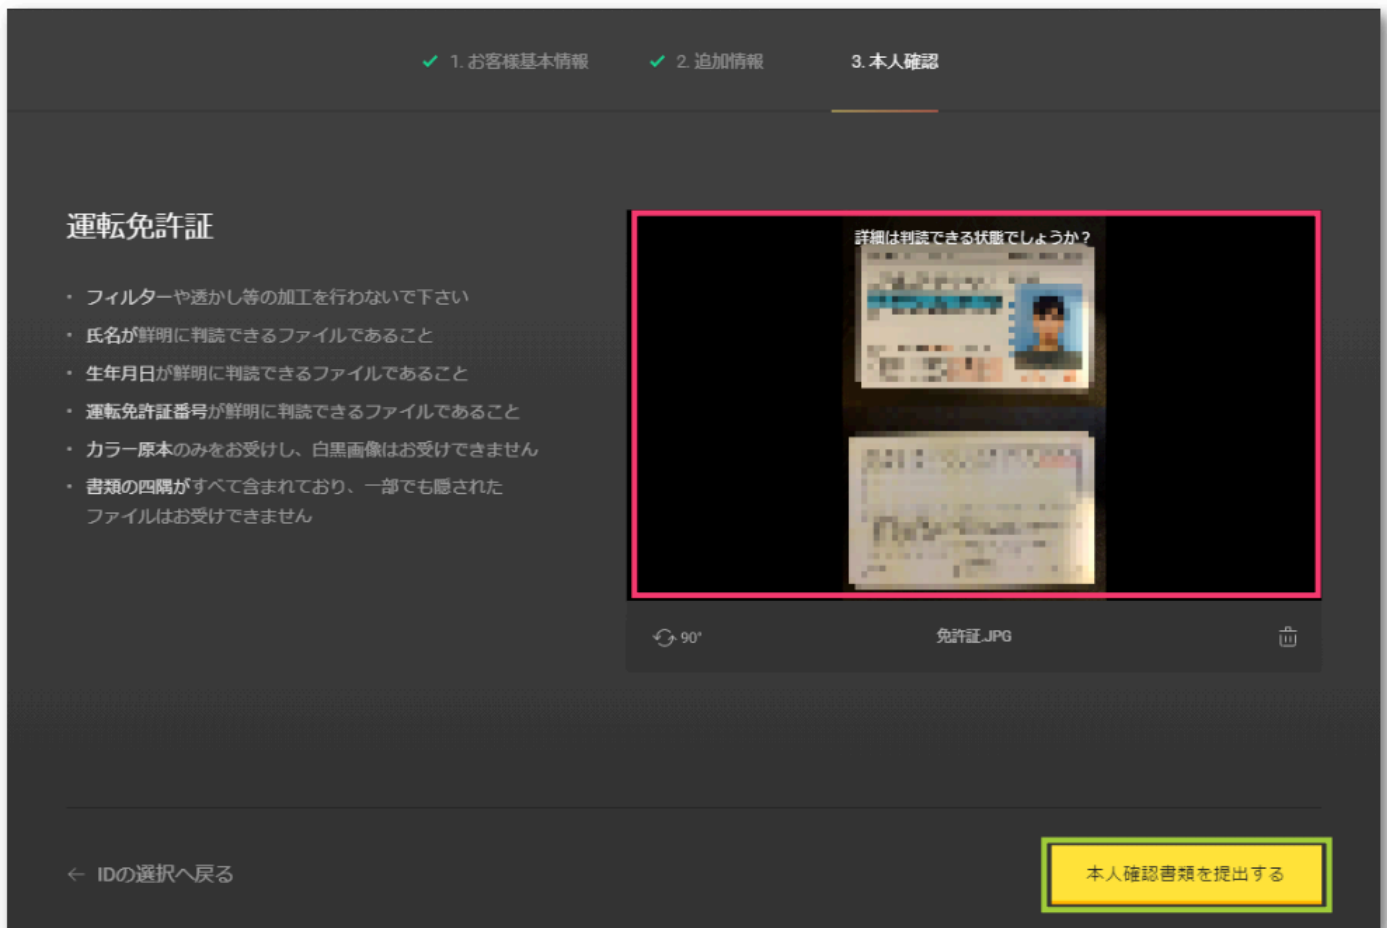 ✓ 1. お客様基本情報
✓ 2. 追加情報
3. 本人確認
運転免許証
・ フィルターや透かし等の加工を行わないで下さい
・ 氏名が鮮明に判読できるファイルであること
・ 生年月日が鮮明に判読できるファイルであること
・ 運転免許証番号が鮮明に判読できるファイルであること
・ カラー原本のみをお受けし、白黒画像はお受けできません
・ 書類の四隅がすべて含まれており、一部でも隠された
ファイルはお受けできません
詳細は判読できる状態でしょうか？
90°
免許証.JPG
← IDの選択へ戻る
本人確認書類を提出する